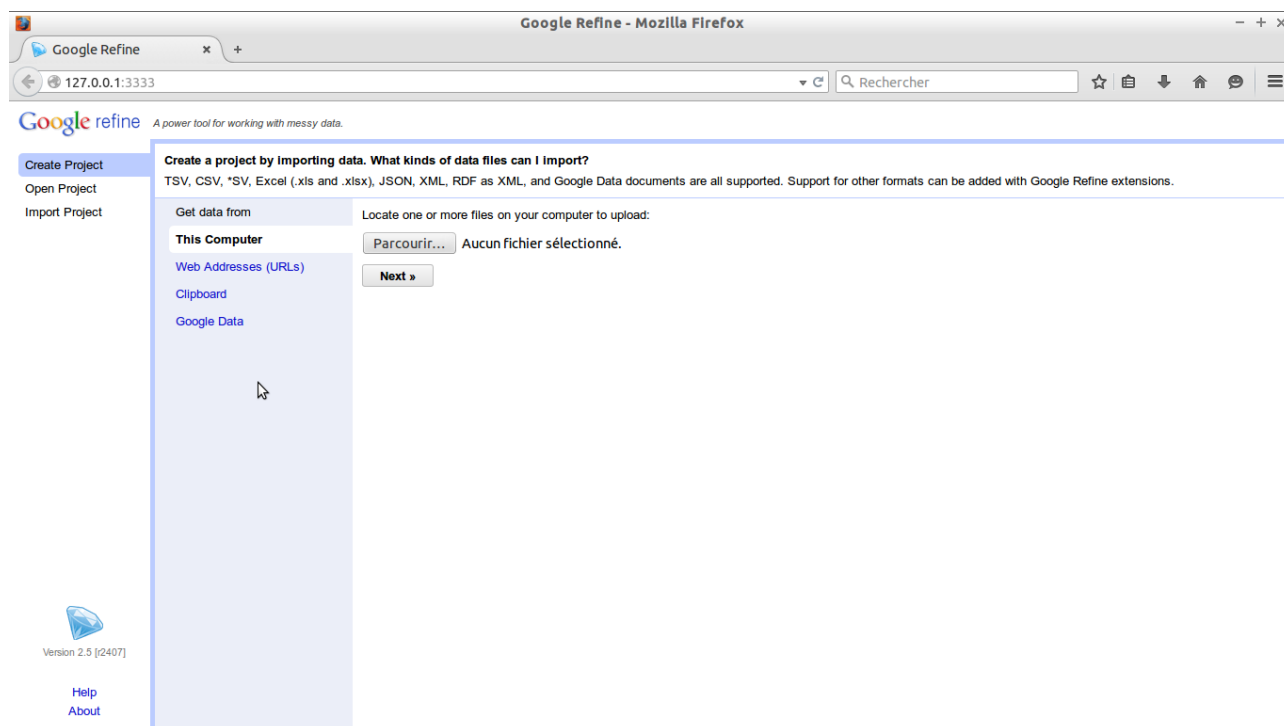 Google Refine - Mozilla Firefox
Google Refine
127.0.0.1:3333
Rechercher
Google refine A power tool for working with messy data.
Create Project
Open Project
Import Project
Create a project by importing data. What kinds of data files can I import?
TSV, CSV, *SV, Excel (.xls and .xlsx), JSON, XML, RDF as XML, and Google Data documents are all supported. Support for other formats can be added with Google Refine extensions.
Get data from
This Computer
Web Addresses (URLs)
Clipboard
Google Data
Locate one or more files on your computer to upload:
Parcourir... Aucun fichier sélectionné.
Next »
Version 2.5 [r2407]
Help
About